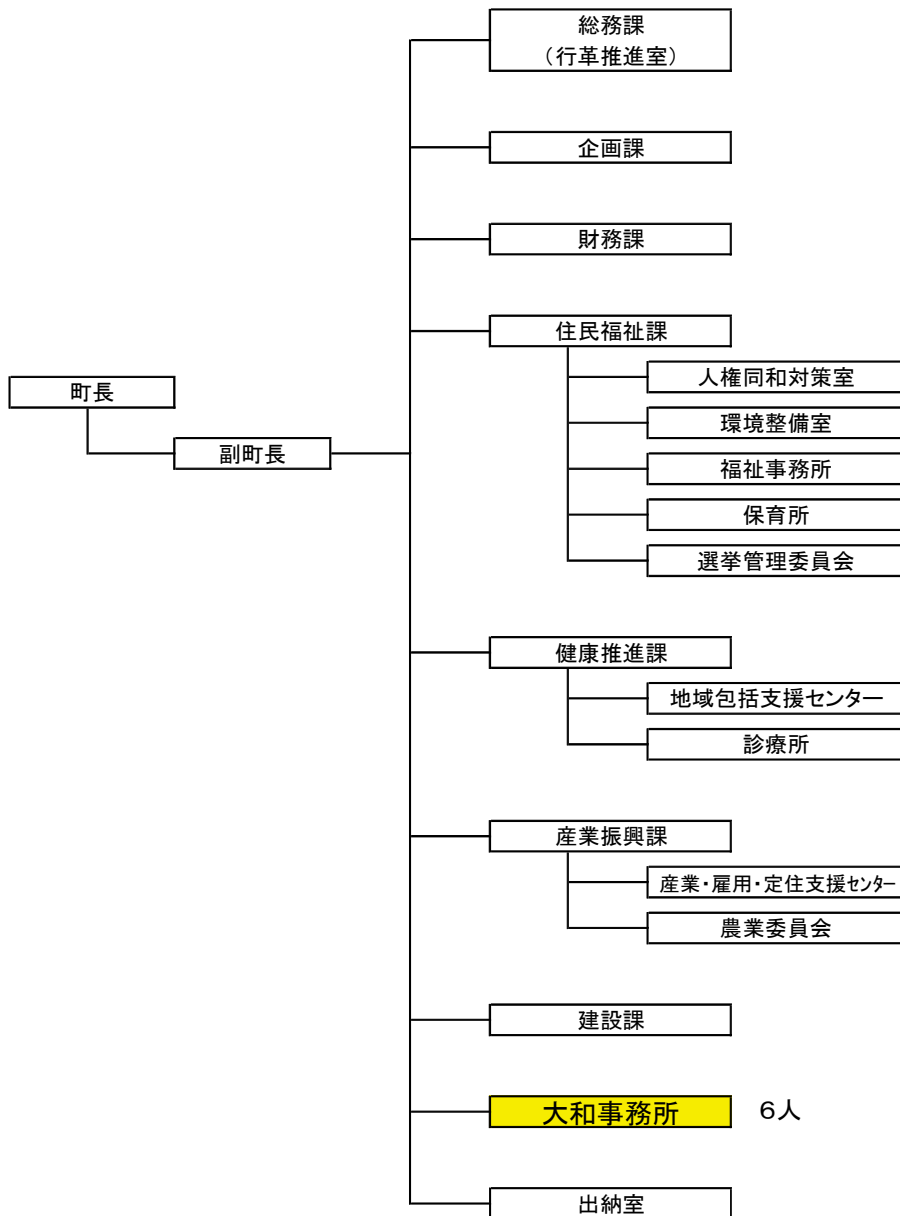 総務課
（行革推進室）
企画課
財務課
住民福祉課
町長
人権同和対策室
環境整備室
副町長
福祉事務所
保育所
選挙管理委員会
健康推進課
地域包括支援センター
診療所
産業振興課
産業・雇用・定住支援ｾﾝﾀｰ
農業委員会
建設課
大和事務所　６人
出納室